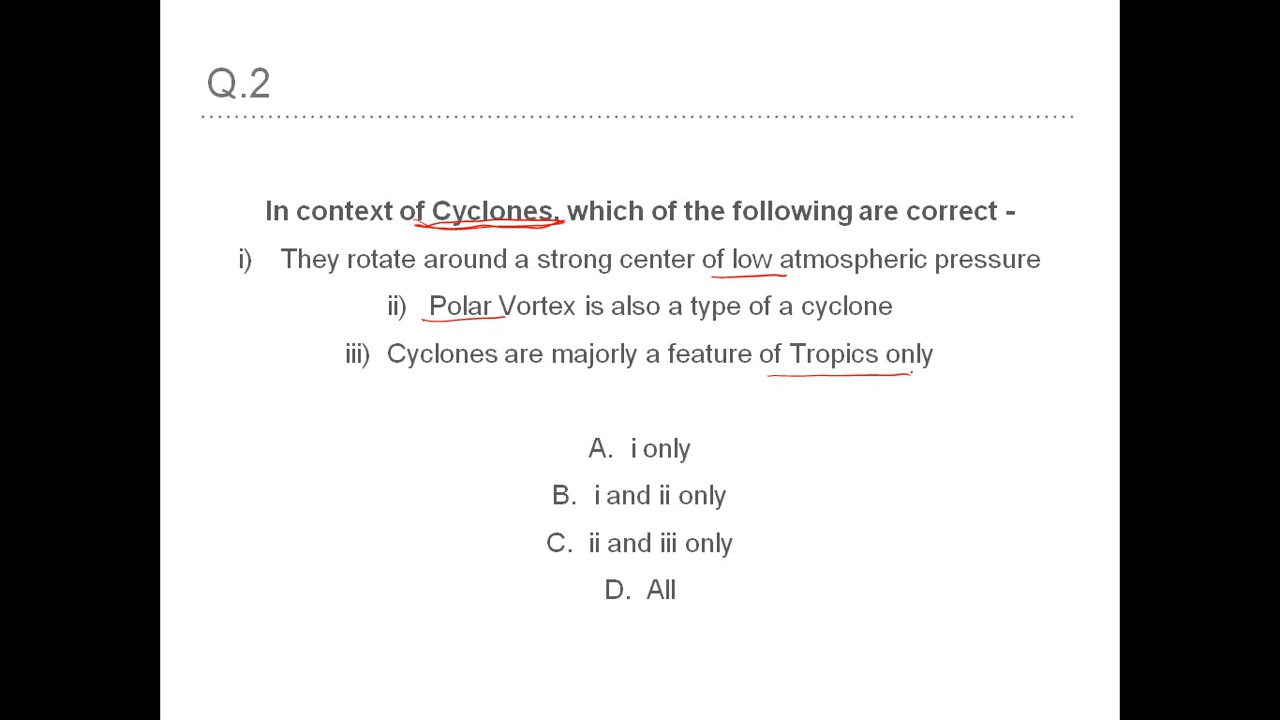 Q.2
In context of Cyclones, which of the following are correct -
i) They rotate around a strong center of low atmospheric pressure
ii) Polar Vortex is also a type of a cyclone
iii) Cyclones are majorly a feature of Tropics only
A. i only
B. i and ii only
C. ii and iii only
D. All